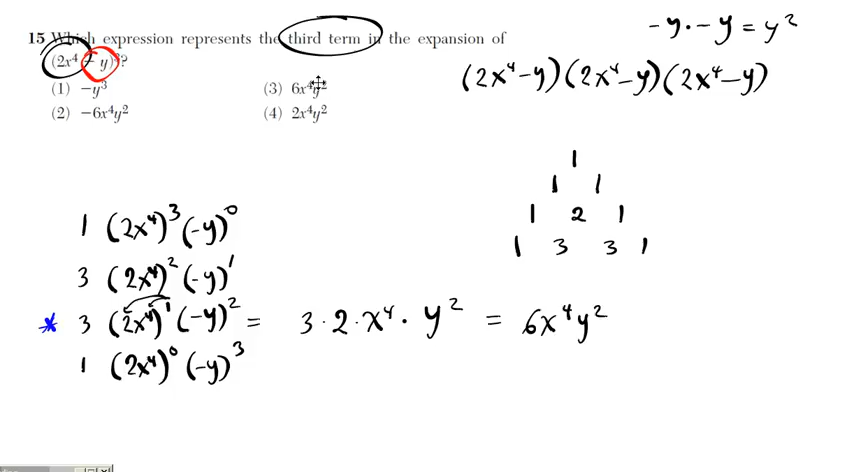 15 Which expression represents the third term in the expansion of
(2x⁴ − y)³?
(1) −y³
(2) −6x⁴y²
(3) 6x⁴y²
(4) 2x⁴y²
-y · -y = y²
(2x⁴-y)(2x⁴-y)(2x⁴-y)
1
1 1
1 2 1
1 3 3 1
1 (2x⁴)³(-y)⁰
3 (2x⁴)²(-y)¹
* 3 (2x⁴)¹(-y)² = 3 · 2 · x⁴ · y² = 6x⁴y²
1 (2x⁴)⁰(-y)³